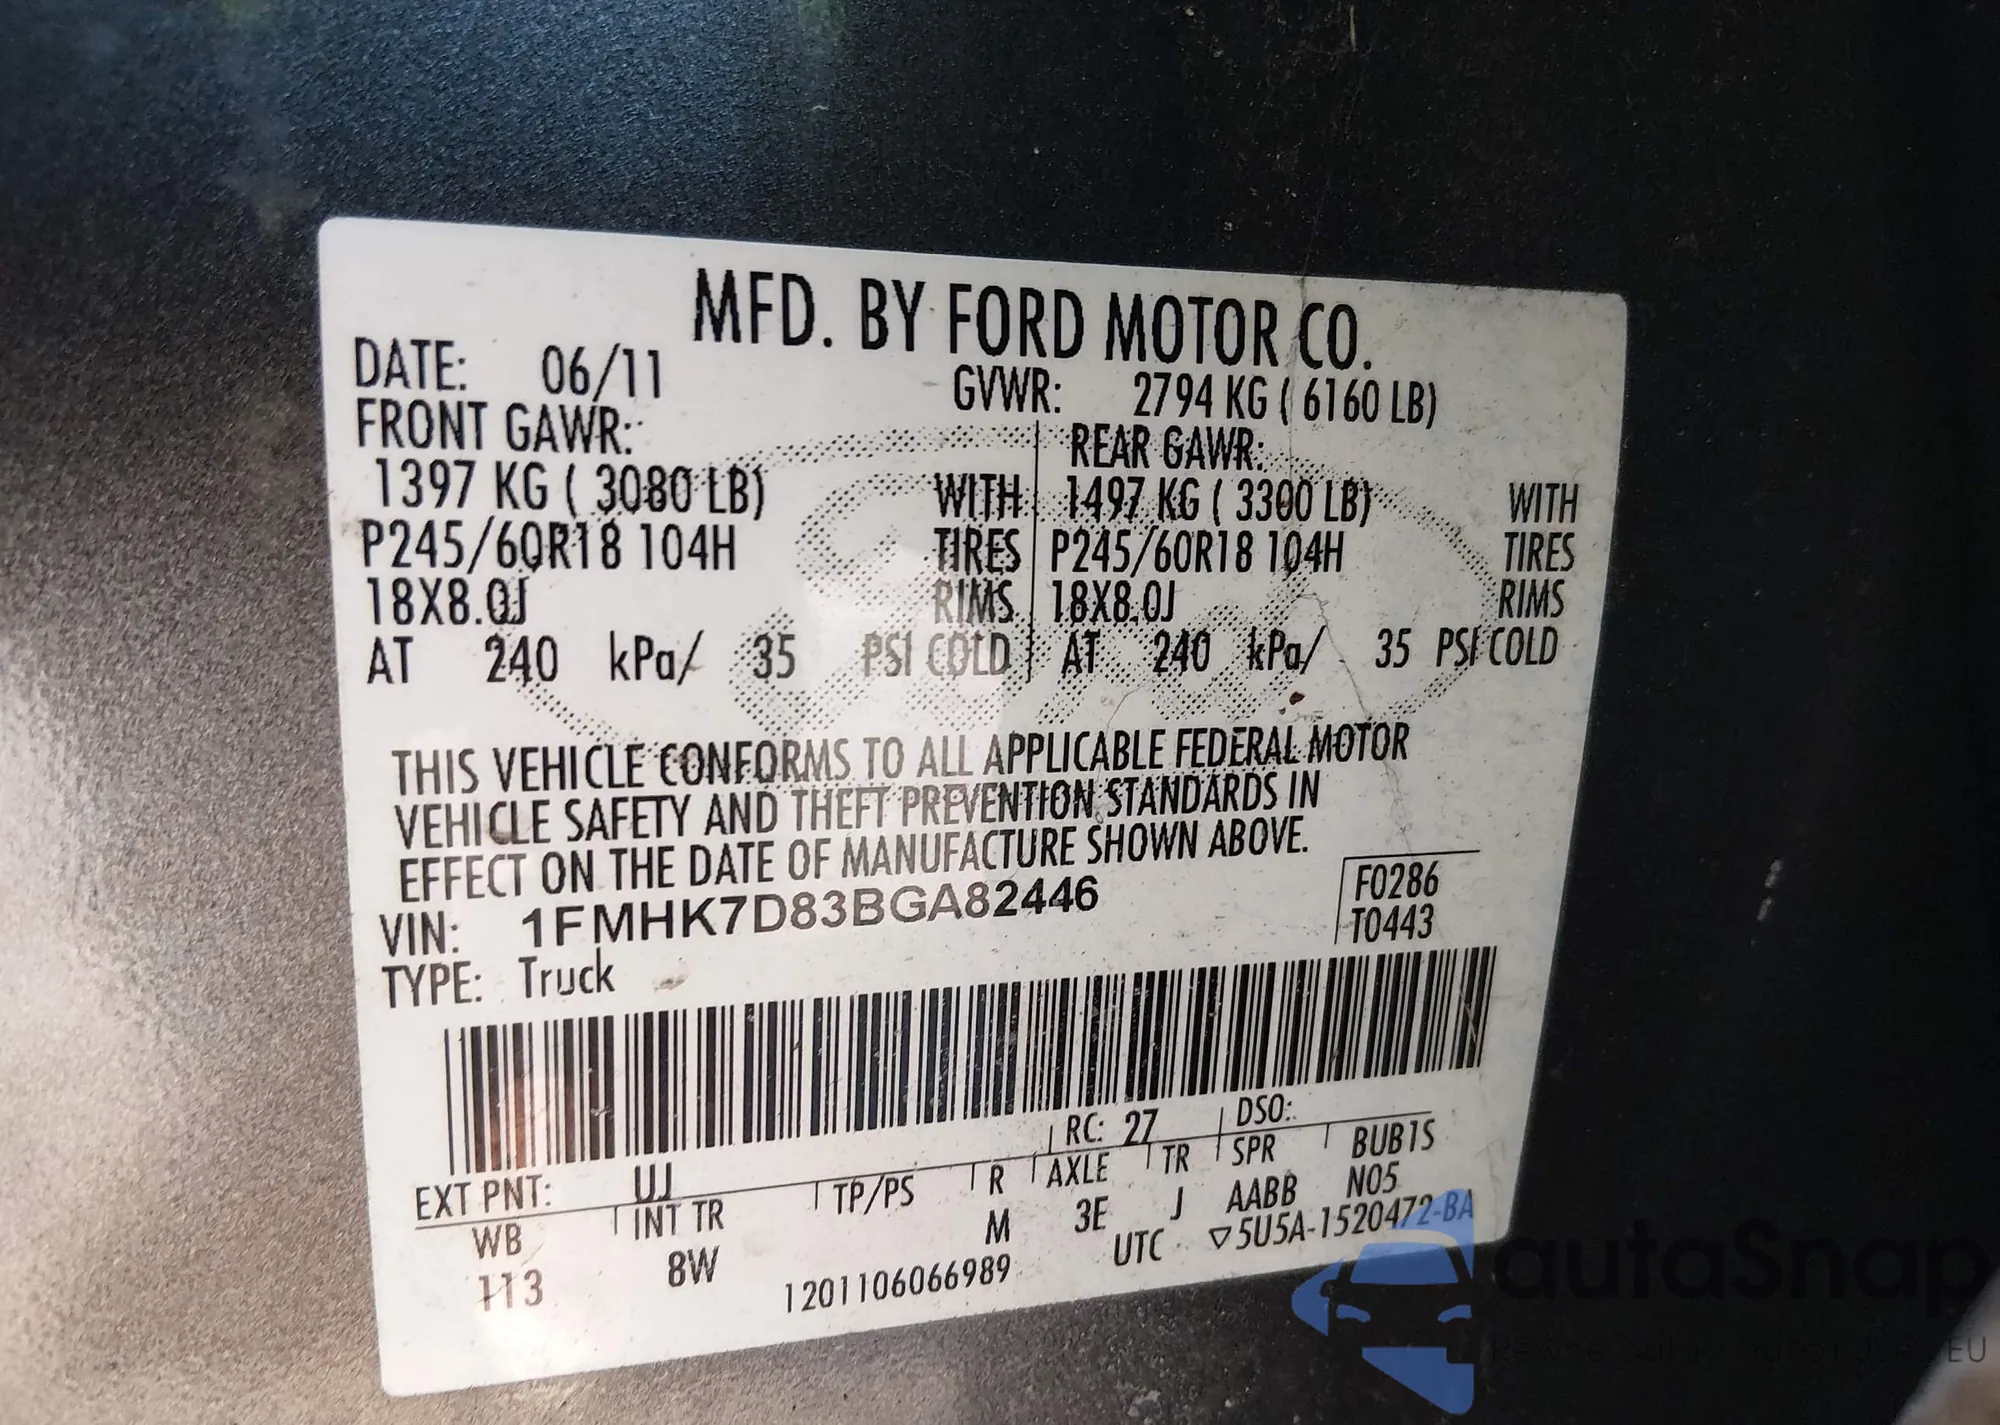 MFD. BY FORD MOTOR CO.
DATE: 06/11 GVWR: 2794 KG ( 6160 LB)
FRONT GAWR: REAR GAWR:
1397 KG ( 3080 LB) WITH 1497 KG ( 3300 LB) WITH
P245/60R18 104H TIRES P245/60R18 104H TIRES
18X8.0J RIMS 18X8.0J RIMS
AT 240 kPa/ 35 PSI COLD AT 240 kPa/ 35 PSI COLD
THIS VEHICLE CONFORMS TO ALL APPLICABLE FEDERAL MOTOR
VEHICLE SAFETY AND THEFT PREVENTION STANDARDS IN
EFFECT ON THE DATE OF MANUFACTURE SHOWN ABOVE.
VIN: 1FMHK7D83BGA82446 F0286
TYPE: Truck T0443
RC: 27 DSO:
EXT PNT: UJ R AXLE TR SPR BUB1S
WB INT TR TP/PS M 3E J AABB N05
113 8W 1201106066989 UTC ▽5U5A-1520472-BA
autaSnap
EU